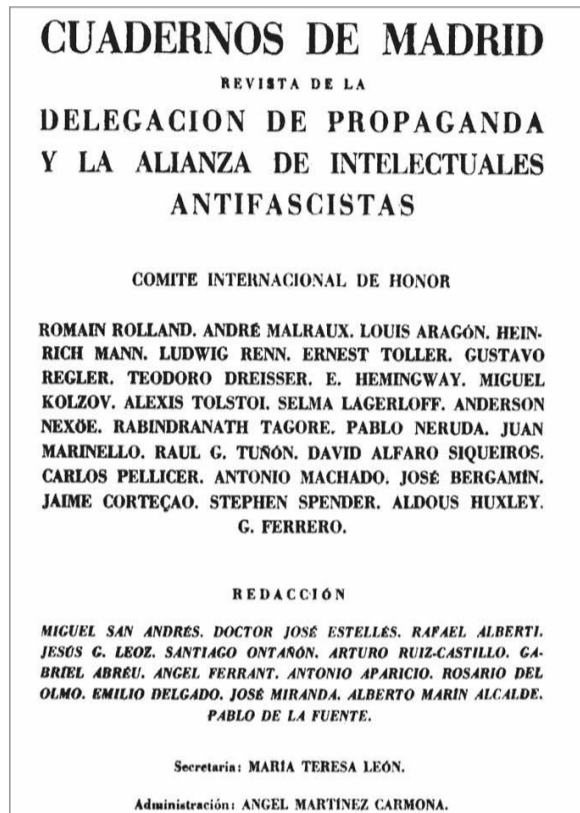 CUADERNOS DE MADRID
REVISTA DE LA
DELEGACION DE PROPAGANDA
Y LA ALIANZA DE INTELECTUALES
ANTIFASCISTAS
COMITE INTERNACIONAL DE HONOR
ROMAIN ROLLAND. ANDRÉ MALRAUX. LOUIS ARAGÓN. HEIN-
RICH MANN. LUDWIG RENN. ERNEST TOLLER. GUSTAVO
REGLER. TEODORO DREISSER. E. HEMINGWAY. MIGUEL
KOLZOV. ALEXIS TOLSTOI. SELMA LAGERLOFF. ANDERSON
NEXÖE. RABINDRANATH TAGORE. PABLO NERUDA. JUAN
MARINELLO. RAUL G. TUÑÓN. DAVID ALFARO SIQUEIROS.
CARLOS PELLICER. ANTONIO MACHADO. JOSÉ BERGAMÍN.
JAIME CORTEÇAO. STEPHEN SPENDER. ALDOUS HUXLEY.
G. FERRERO.
REDACCIÓN
MIGUEL SAN ANDRÉS. DOCTOR JOSÉ ESTELLÉS. RAFAEL ALBERTI.
JESÚS G. LEOZ. SANTIAGO ONTAÑÓN. ARTURO RUIZ-CASTILLO. GA-
BRIEL ABRÉU. ANGEL FERRANT. ANTONIO APARICIO. ROSARIO DEL
OLMO. EMILIO DELGADO. JOSÉ MIRANDA. ALBERTO MARÍN ALCALDE.
PABLO DE LA FUENTE.
Secretaria: MARÍA TERESA LEÓN.
Administración: ANGEL MARTÍNEZ CARMONA.